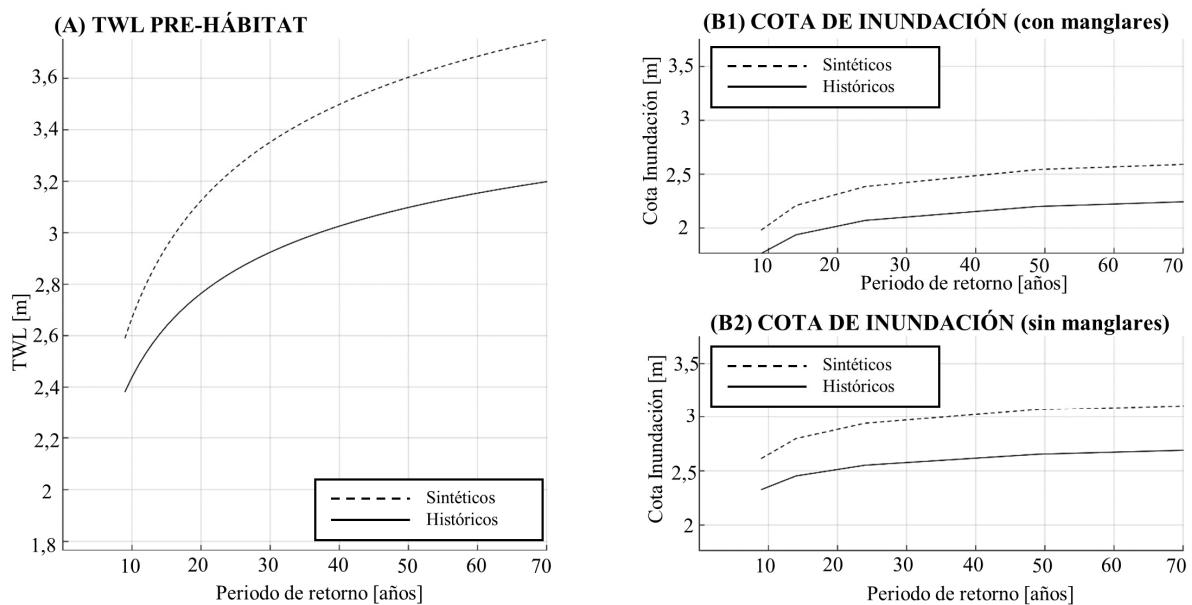 (A) TWL PRE-HÁBITAT
TWL [m]
3,6
3,4
3,2
3
2,8
2,6
2,4
2,2
2
1,8
10 20 30 40 50 60 70
Periodo de retorno [años]
Sintéticos
Históricos
(B1) COTA DE INUNDACIÓN (con manglares)
Cota Inundación [m]
3,5
3
2,5
2
10 20 30 40 50 60 70
Periodo de retorno [años]
Sintéticos
Históricos
(B2) COTA DE INUNDACIÓN (sin manglares)
Cota Inundación [m]
3,5
3
2,5
2
10 20 30 40 50 60 70
Periodo de retorno [años]
Sintéticos
Históricos